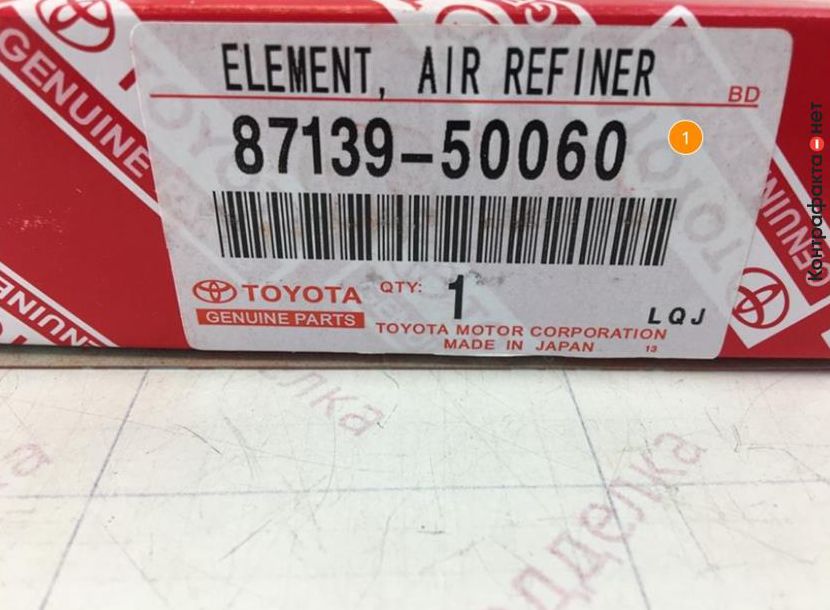 GENUINE
ELEMENT, AIR REFINER
BD
87139-50060
1
TOYOTA
GENUINE PARTS
QTY: 1
LQJ
TOYOTA MOTOR CORPORATION
MADE IN JAPAN 13
Контрафакта нет